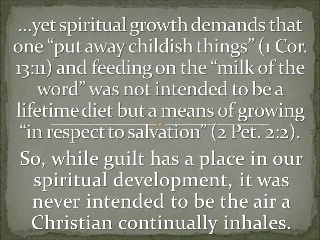 ...yet spiritual growth demands that
one “put away childish things” (1 Cor.
13:11) and feeding on the “milk of the
word” was not intended to be a
lifetime diet but a means of growing
“in respect to salvation” (2 Pet. 2:2).
So, while guilt has a place in our
spiritual development, it was
never intended to be the air a
Christian continually inhales.